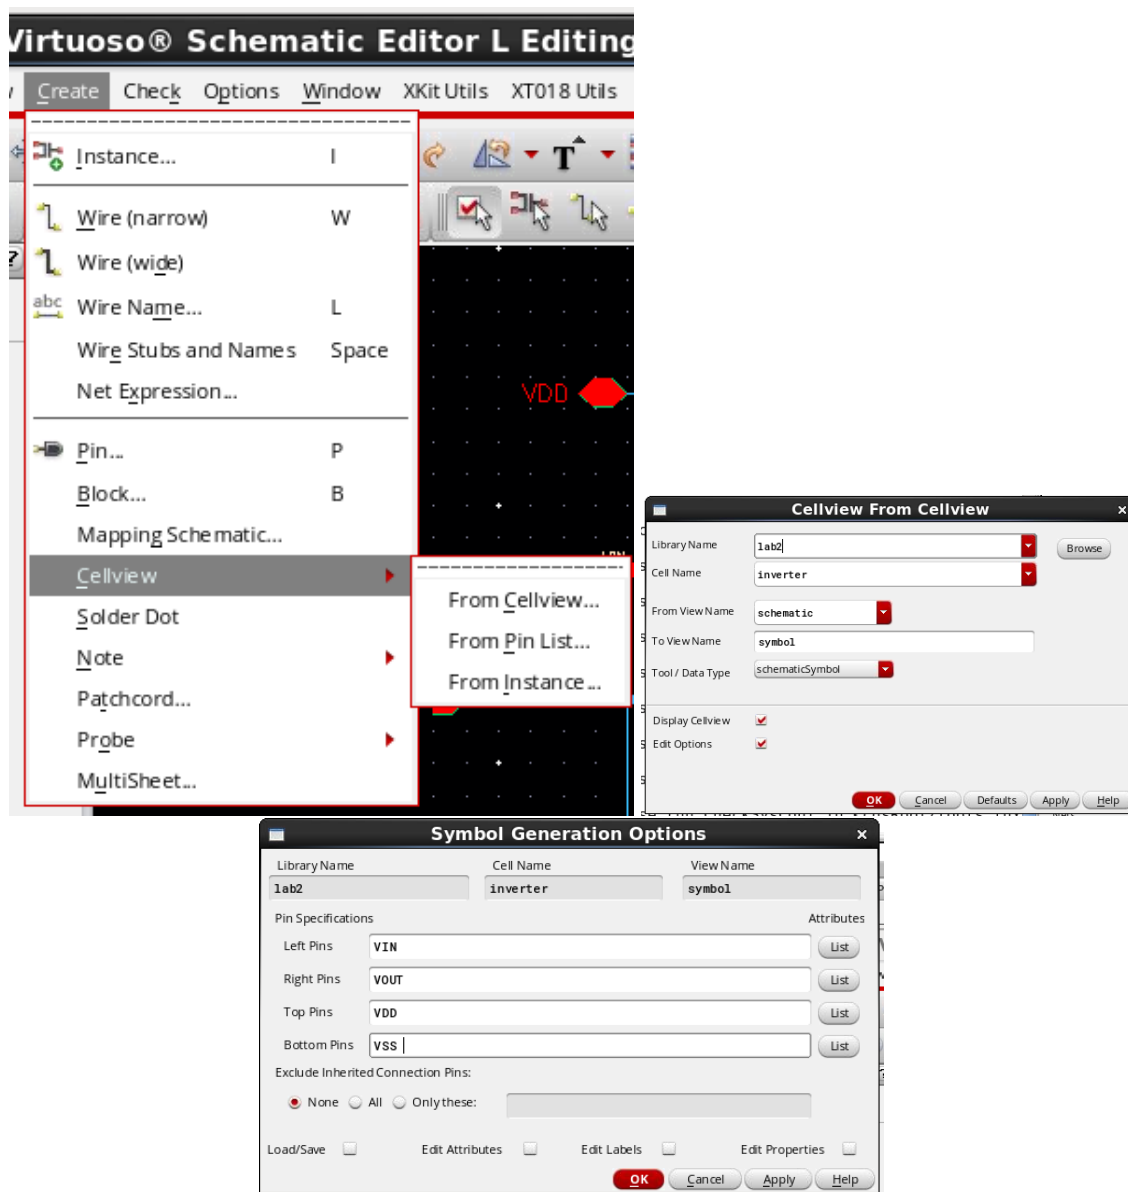 Virtuoso® Schematic Editor L Editing
Create Check Options Window XKit Utils XT018 Utils
Instance... I
Wire (narrow) W
Wire (wide)
abc Wire Name... L
Wire Stubs and Names Space
Net Expression...
VDD
Pin... P
Block... B
Mapping Schematic...
Cellview
Solder Dot
Note
Patchcord...
Probe
MultiSheet...
From Cellview...
From Pin List...
From Instance...
Cellview From Cellview
Library Name lab2 Browse
Cell Name inverter
From View Name schematic
To View Name symbol
Tool / Data Type schematicSymbol
Display Cellview
Edit Options
OK Cancel Defaults Apply Help
Symbol Generation Options
Library Name Cell Name View Name
lab2 inverter symbol
Pin Specifications Attributes
Left Pins VIN List
Right Pins VOUT List
Top Pins VDD List
Bottom Pins VSS List
Exclude Inherited Connection Pins:
None All Only these:
Load/Save Edit Attributes Edit Labels Edit Properties
OK Cancel Apply Help